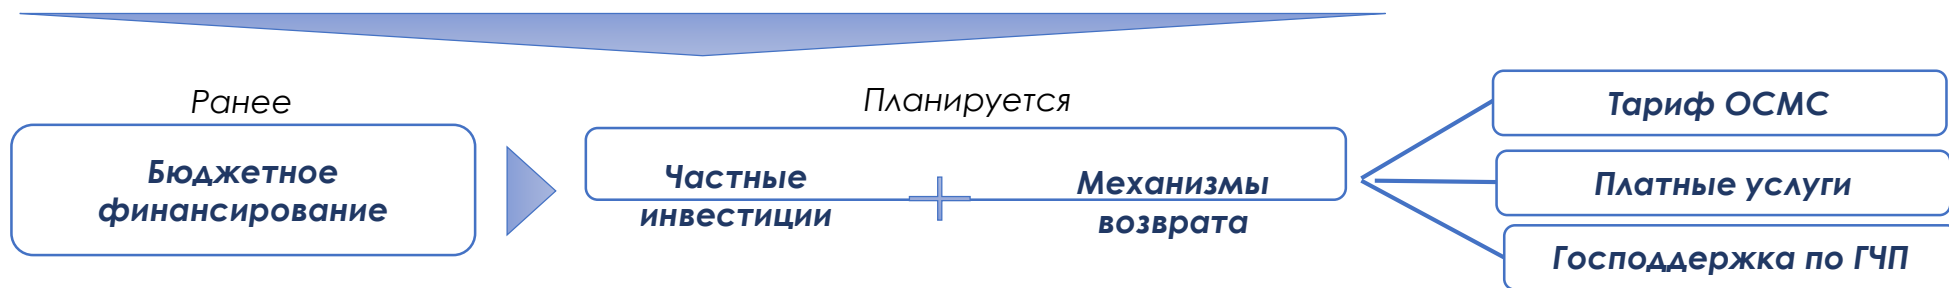 Ранее
Бюджетное
финансирование
Планируется
Частные
инвестиции
Механизмы
возврата
Тариф ОСМС
Платные услуги
Господдержка по ГЧП